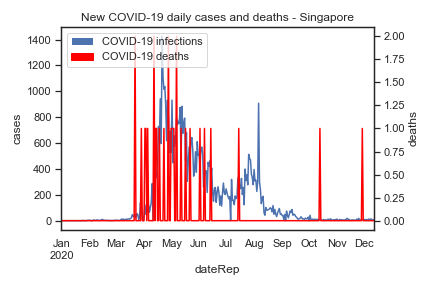 New COVID-19 daily cases and deaths - Singapore
COVID-19 infections
COVID-19 deaths
1400
1200
1000
800
600
400
200
0
cases
2.00
1.75
1.50
1.25
1.00
0.75
0.50
0.25
0.00
deaths
Jan Feb Mar Apr May Jun Jul Aug Sep Oct Nov Dec
2020
dateRep